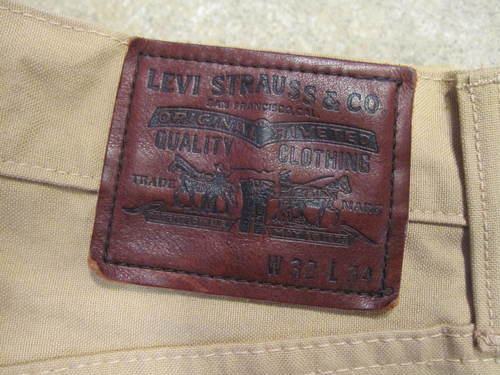 LEVI STRAUSS & CO
SAN FRANCISCO CAL
ORIGINAL RIVETED
QUALITY CLOTHING
TRADE MARK
W 32 L 34